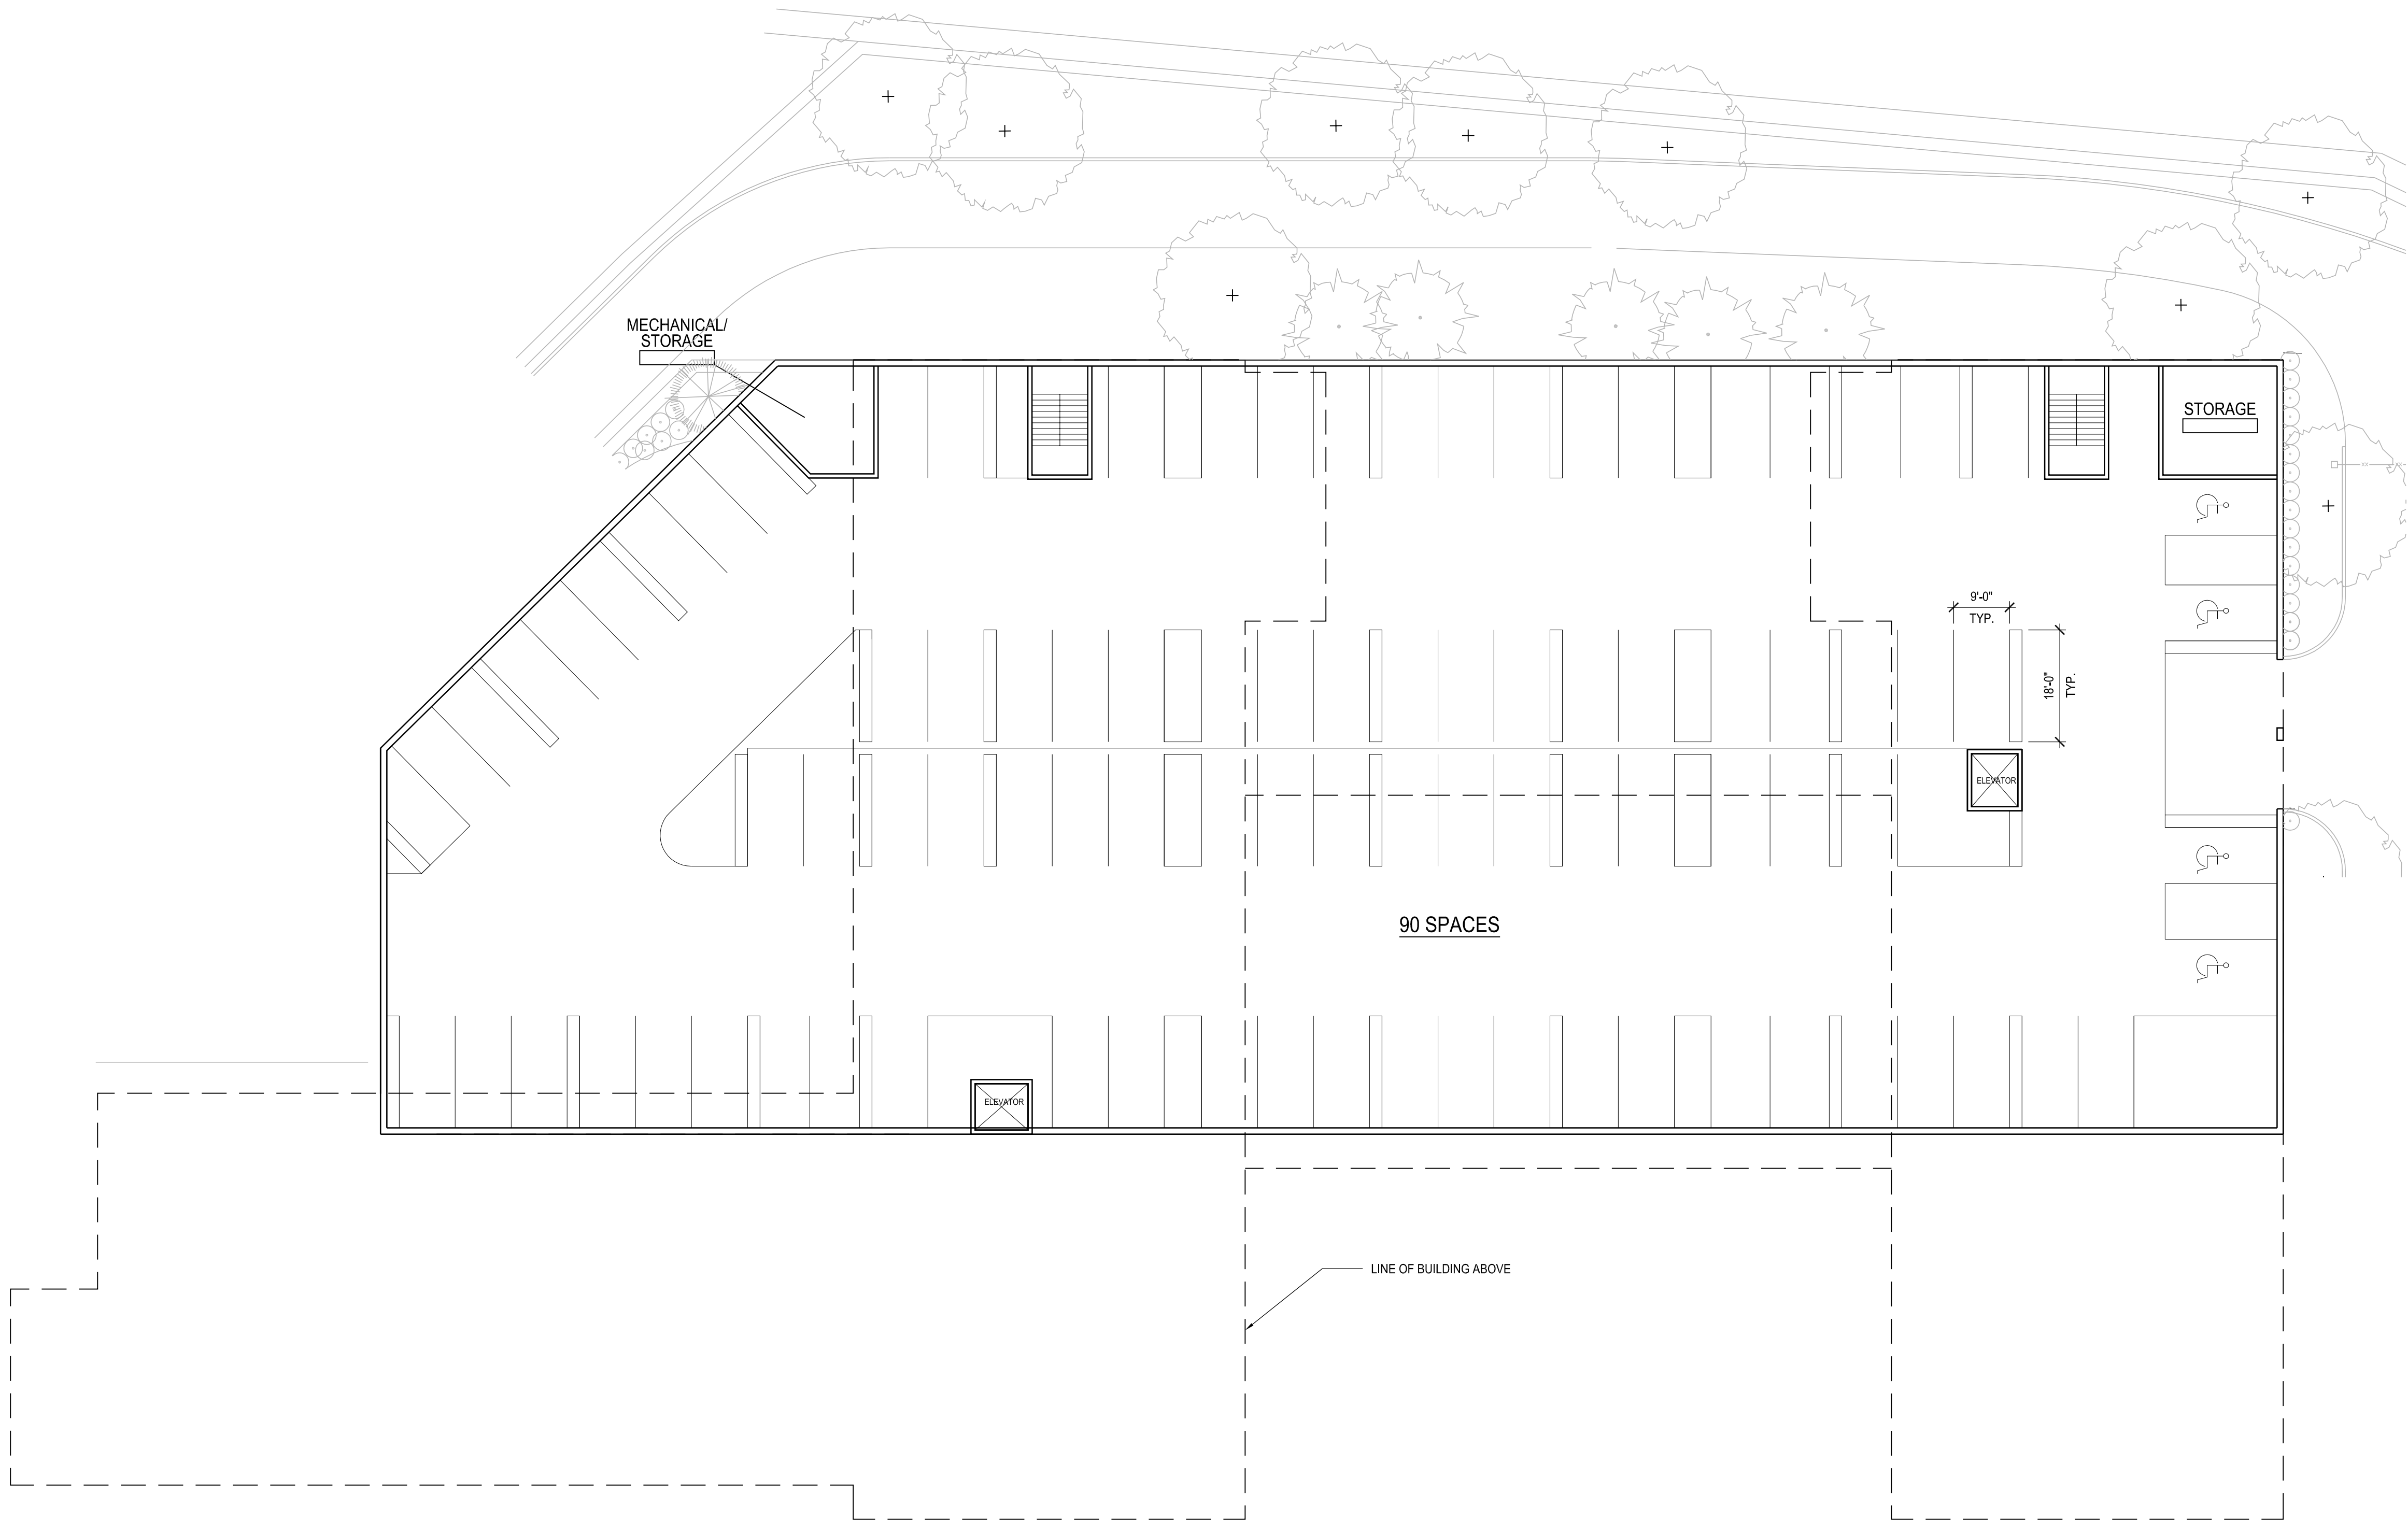 MECHANICAL/
STORAGE
STORAGE
9'-0"
TYP.
18'-0"
TYP.
ELEVATOR
90 SPACES
ELEVATOR
LINE OF BUILDING ABOVE